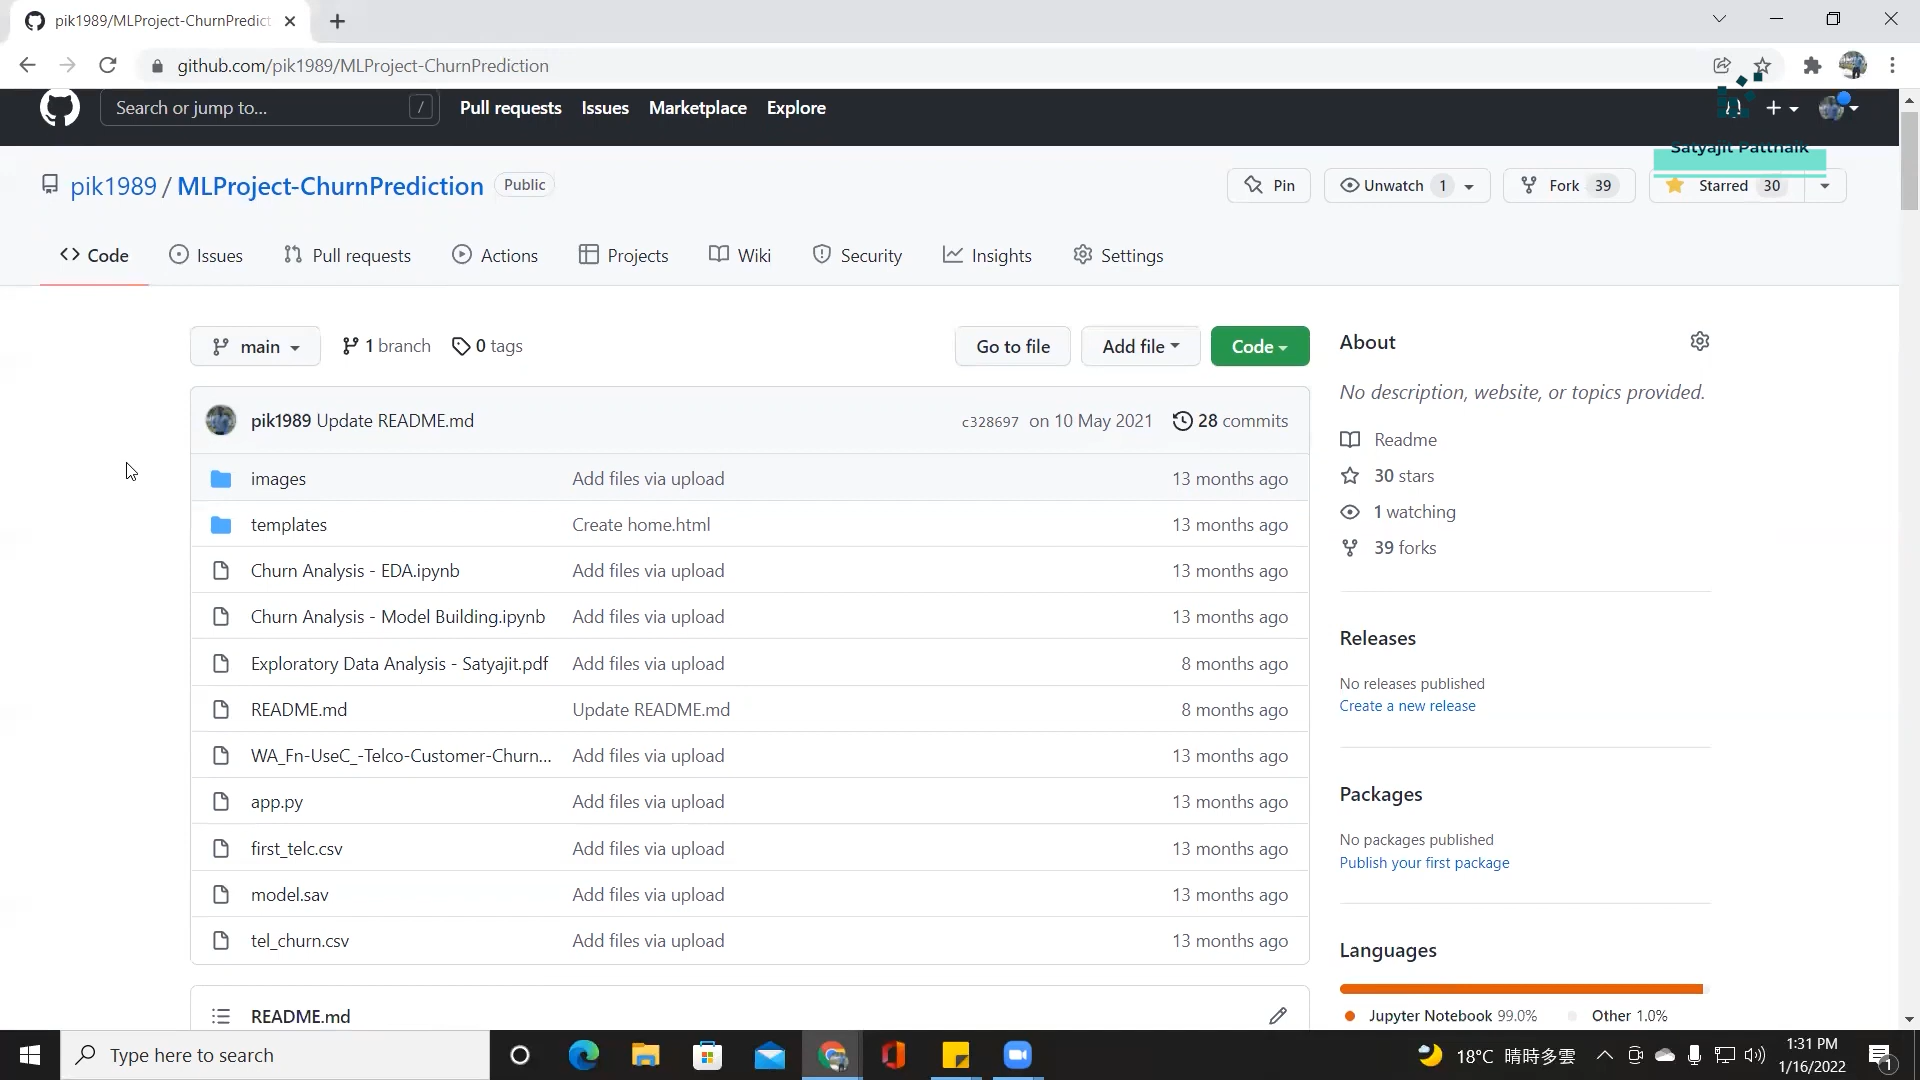 pik1989/MLProject-ChurnPredict
github.com/pik1989/MLProject-ChurnPrediction
Search or jump to...
/
Pull requests
Issues
Marketplace
Explore
Satyajit Pattnaik
pik1989 / MLProject-ChurnPrediction
Public
Pin
Unwatch 1
Fork 39
Starred 30
Code
Issues
Pull requests
Actions
Projects
Wiki
Security
Insights
Settings
main
1 branch
0 tags
Go to file
Add file
Code
pik1989 Update README.md
c328697 on 10 May 2021
28 commits
images Add files via upload 13 months ago
templates Create home.html 13 months ago
Churn Analysis - EDA.ipynb Add files via upload 13 months ago
Churn Analysis - Model Building.ipynb Add files via upload 13 months ago
Exploratory Data Analysis - Satyajit.pdf Add files via upload 8 months ago
README.md Update README.md 8 months ago
WA_Fn-UseC_-Telco-Customer-Churn... Add files via upload 13 months ago
app.py Add files via upload 13 months ago
first_telc.csv Add files via upload 13 months ago
model.sav Add files via upload 13 months ago
tel_churn.csv Add files via upload 13 months ago
README.md
About
No description, website, or topics provided.
Readme
30 stars
1 watching
39 forks
Releases
No releases published
Create a new release
Packages
No packages published
Publish your first package
Languages
Jupyter Notebook 99.0%
Other 1.0%
Type here to search
18°C 晴時多雲
1:31 PM
1/16/2022
1